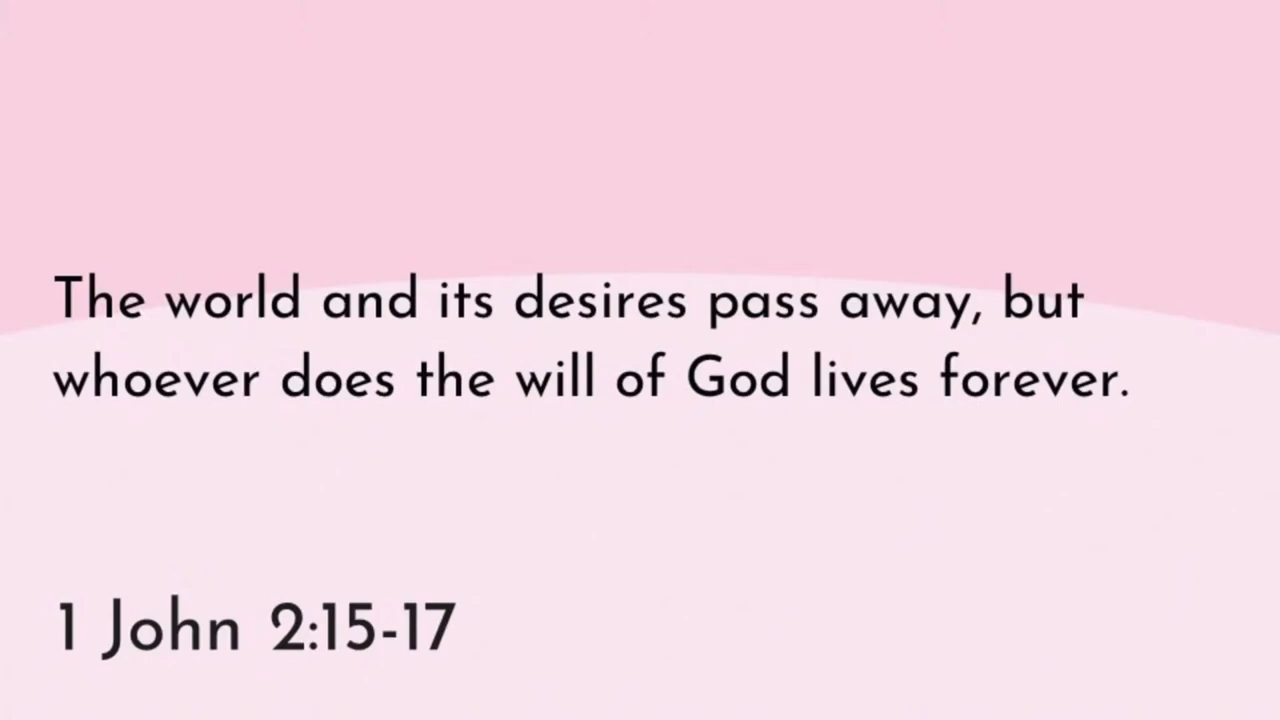 The world and its desires pass away, but
whoever does the will of God lives forever.
1 John 2:15-17